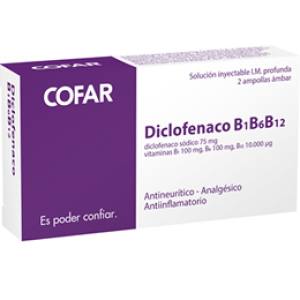 Solución inyectable I.M. profunda
2 ampollas ámbar
COFAR
Diclofenaco
Diclofenaco B1B6B12
diclofenaco sódico 75 mg
vitaminas B1 100 mg, B6 100 mg, B12 10.000 µg
Es poder confiar.
Antineurítico - Analgésico
Antiinflamatorio